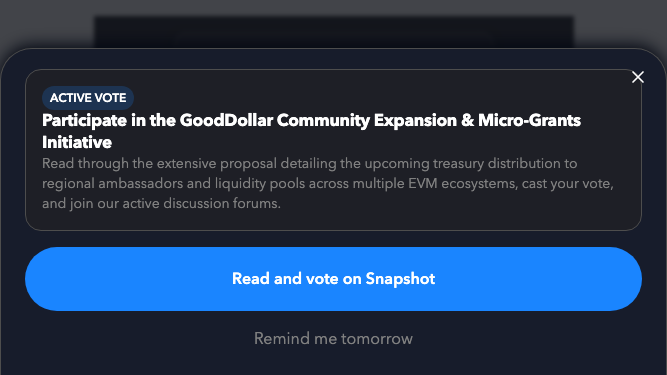 ACTIVE VOTE
Participate in the GoodDollar Community Expansion & Micro-Grants
Initiative
Read through the extensive proposal detailing the upcoming treasury distribution to
regional ambassadors and liquidity pools across multiple EVM ecosystems, cast your vote,
and join our active discussion forums.
Read and vote on Snapshot
Remind me tomorrow